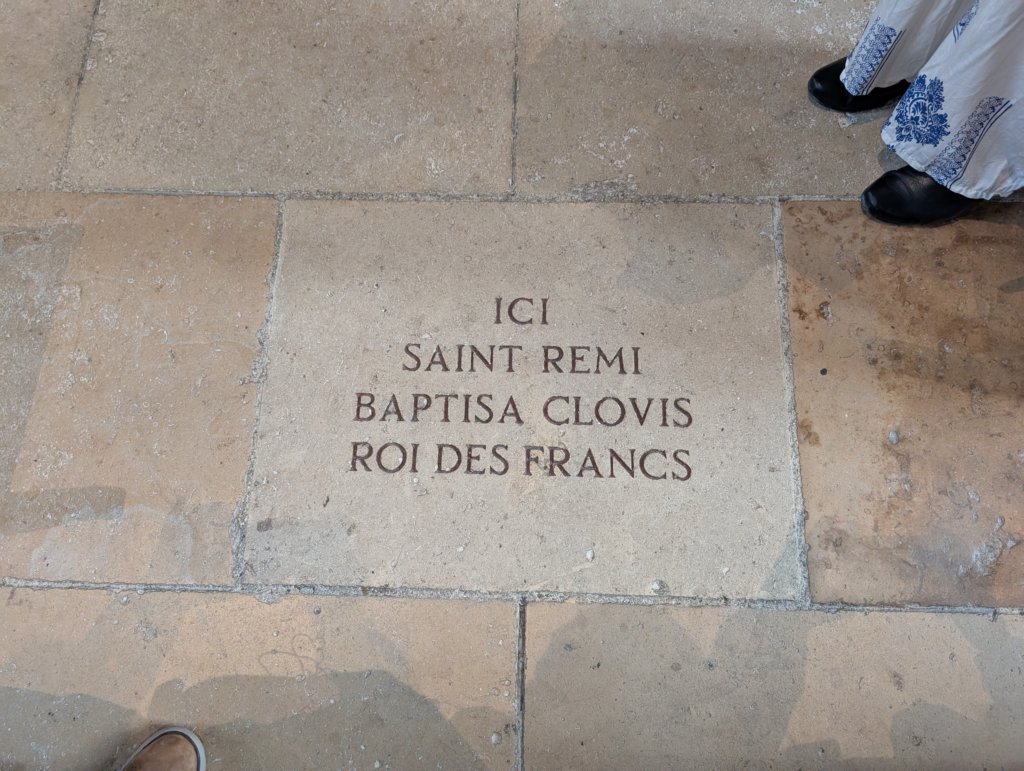 ICI
SAINT REMI
BAPTISA CLOVIS
ROI DES FRANCS